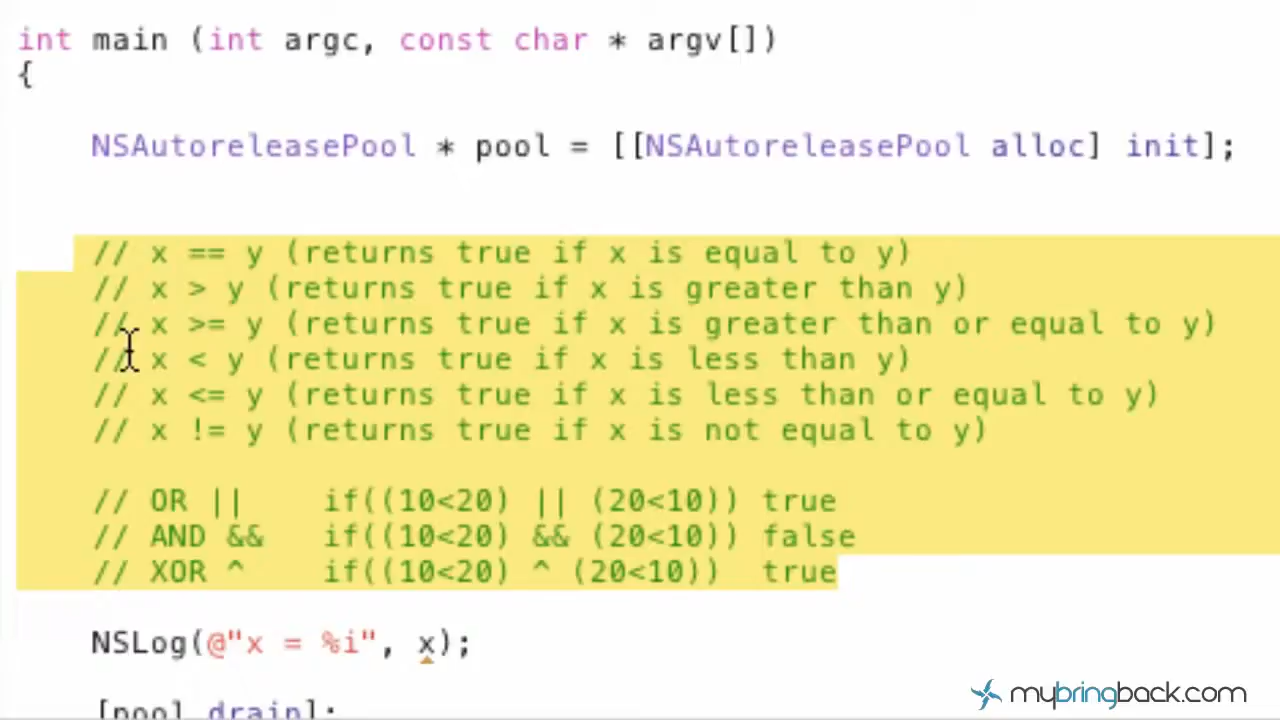 int main (int argc, const char * argv[])
{
NSAutoreleasePool * pool = [[NSAutoreleasePool alloc] init];
// x == y (returns true if x is equal to y)
// x > y (returns true if x is greater than y)
// x >= y (returns true if x is greater than or equal to y)
// x < y (returns true if x is less than y)
// x <= y (returns true if x is less than or equal to y)
// x != y (returns true if x is not equal to y)
// OR || if((10<20) || (20<10)) true
// AND && if((10<20) && (20<10)) false
// XOR ^ if((10<20) ^ (20<10)) true
NSLog(@"x = %i", x);
[pool drain];
mybringback.com